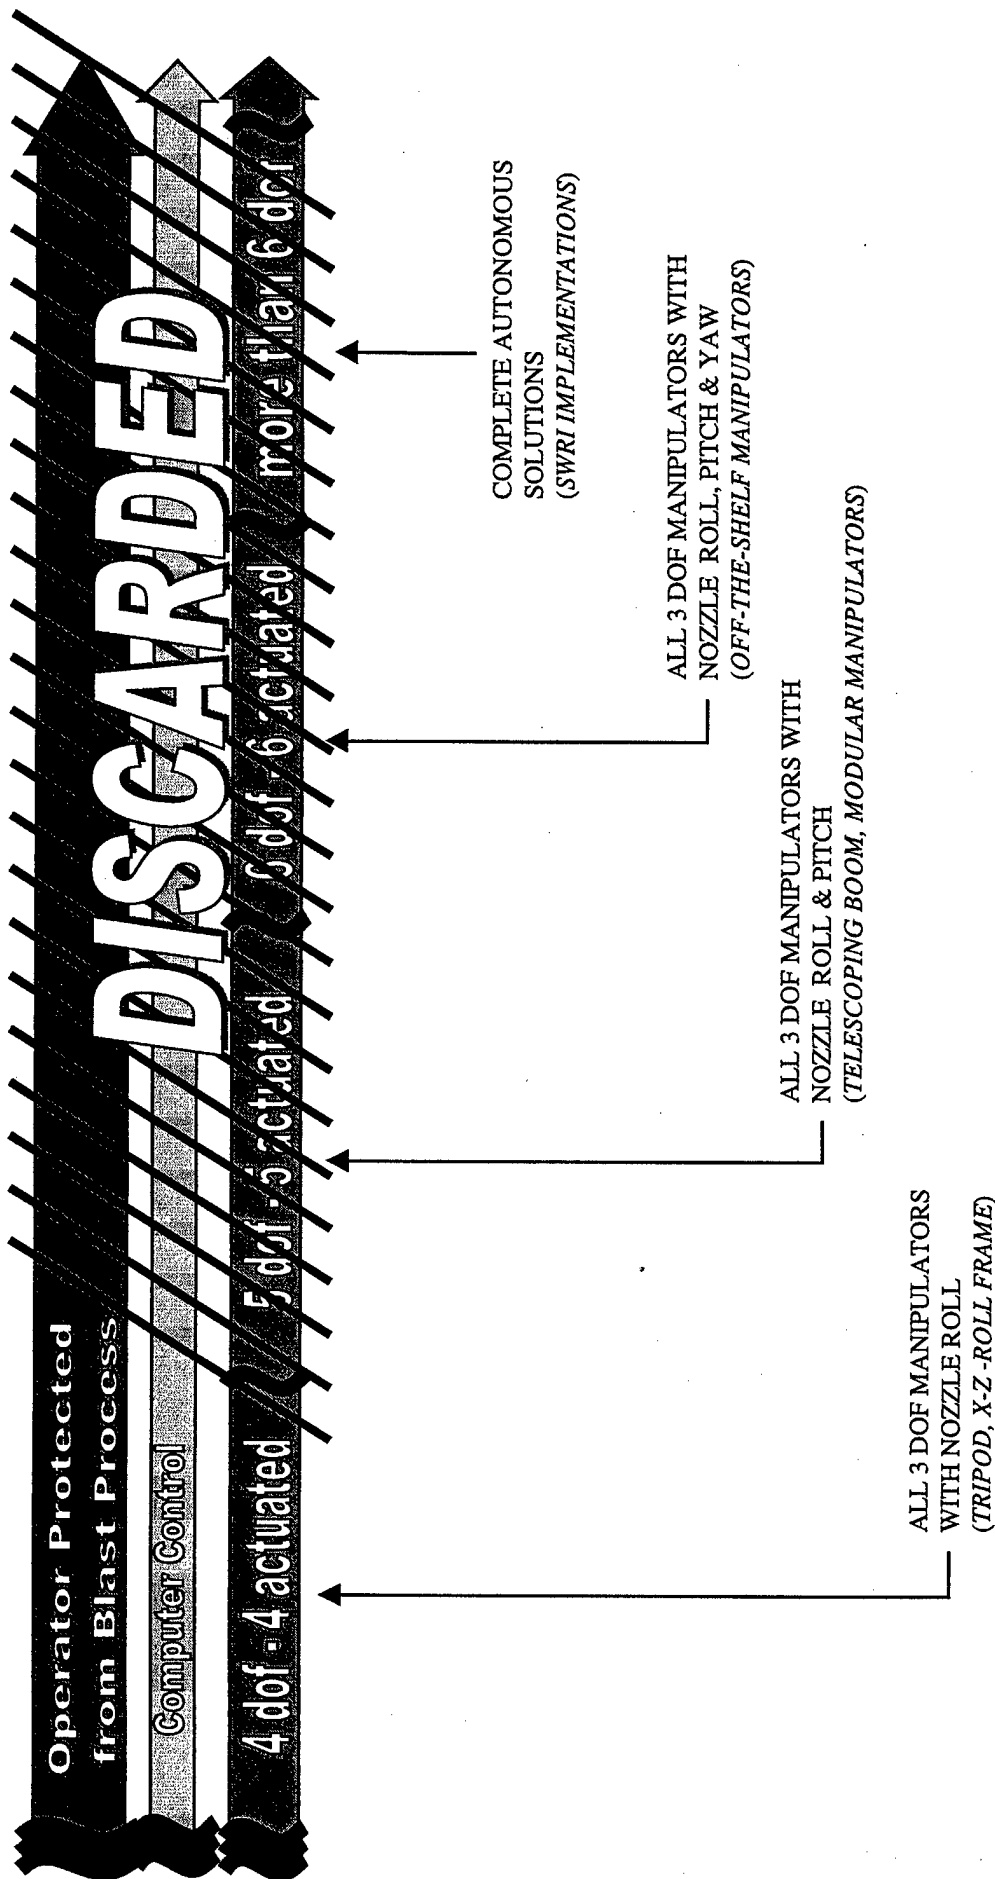 Operator Protected
from Blast Process
Computer Control
DISCARDED
4 dof - 4 actuated
5 dof - 5 actuated
6 dof - 6 actuated
more than 6 dof
COMPLETE AUTONOMOUS
SOLUTIONS
(SWRI IMPLEMENTATIONS)
ALL 3 DOF MANIPULATORS WITH
NOZZLE ROLL, PITCH & YAW
(OFF-THE-SHELF MANIPULATORS)
ALL 3 DOF MANIPULATORS WITH
NOZZLE ROLL & PITCH
(TELESCOPING BOOM, MODULAR MANIPULATORS)
ALL 3 DOF MANIPULATORS
WITH NOZZLE ROLL
(TRIPOD, X-Z -ROLL FRAME)